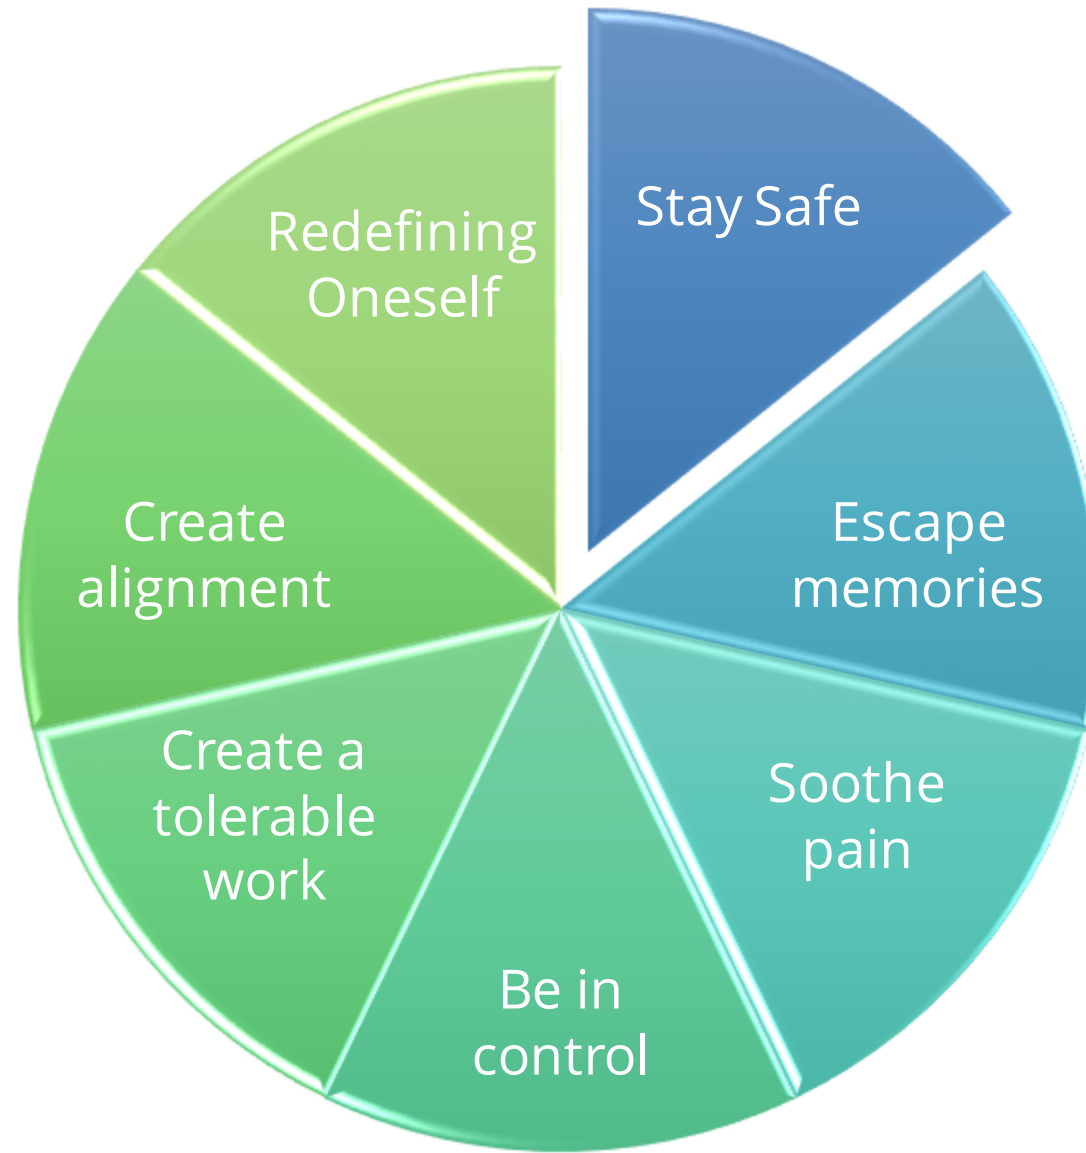 Stay Safe
Escape
memories
Soothe
pain
Be in
control
Create a
tolerable
work
Create
alignment
Redefining
Oneself